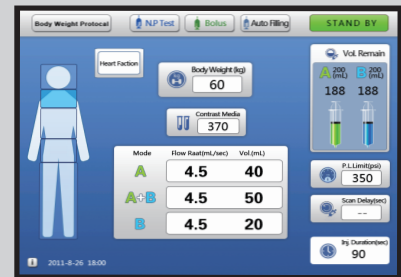 Body Weight Protocal
N.P Test
Bolus
Auto Filling
STAND BY
Heart Faction
Body Weight (kg)
60
Contrast Media
370
Mode Flow Raat(mL/sec) Vol.(mL)
A 4.5 40
A+B 4.5 50
B 4.5 20
Vol. Remain
A 200 (mL) B 200 (mL)
188 188
P.L.Limit(psi)
350
Scan Delay(sec)
--
Inj. Duration(sec)
90
i 2011-8-26 18:00